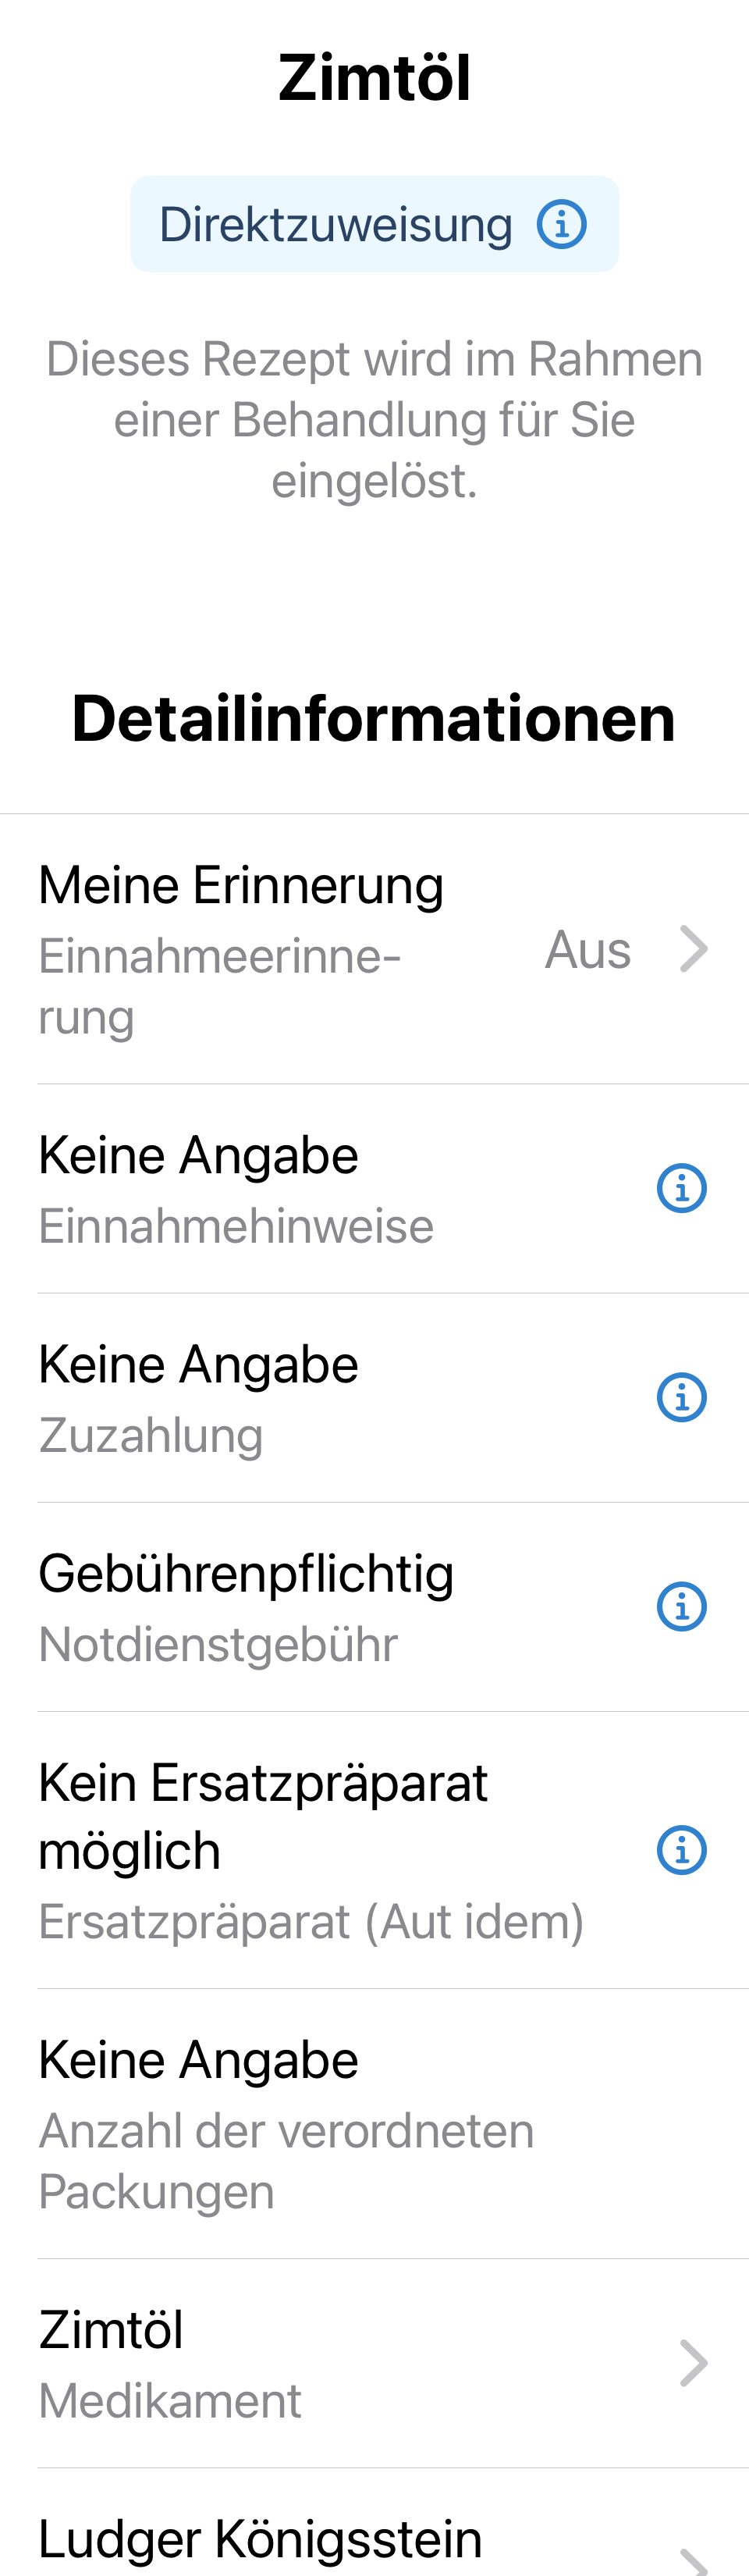 Zimtöl
Direktzuweisung
Dieses Rezept wird im Rahmen
einer Behandlung für Sie
eingelöst.
Detailinformationen
Meine Erinnerung
Einnahmeerinne-
rung
Aus
Keine Angabe
Einnahmehinweise
Keine Angabe
Zuzahlung
Gebührenpflichtig
Notdienstgebühr
Kein Ersatzpräparat
möglich
Ersatzpräparat (Aut idem)
Keine Angabe
Anzahl der verordneten
Packungen
Zimtöl
Medikament
Ludger Königsstein